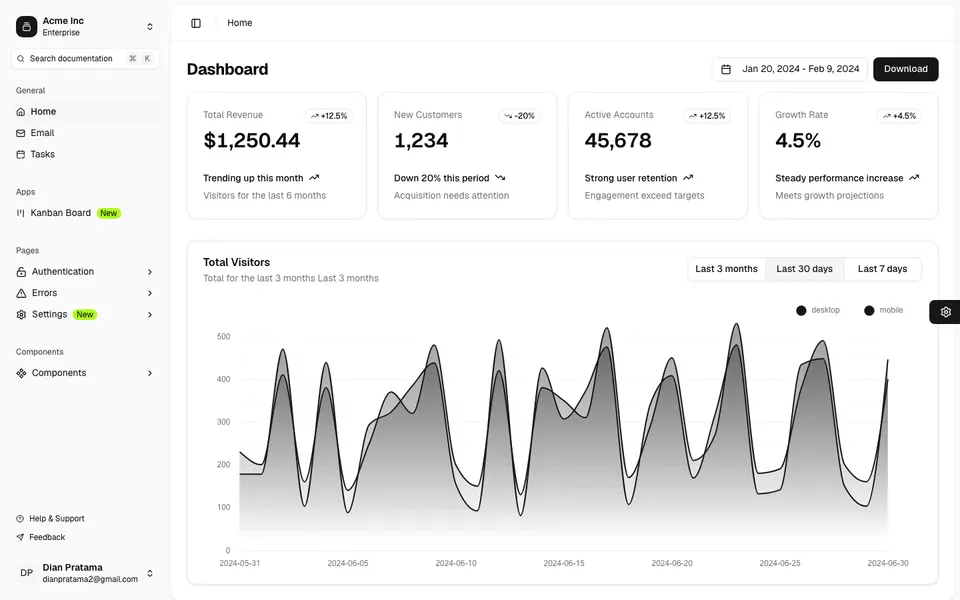 Acme Inc
Enterprise
Search documentation ⌘ K
General
Home
Email
Tasks
Apps
Kanban Board New
Pages
Authentication
Errors
Settings New
Components
Components
Help & Support
Feedback
DP
Dian Pratama
dianpratama2@gmail.com
Home
Dashboard
Jan 20, 2024 - Feb 9, 2024
Download
Total Revenue
+12.5%
$1,250.44
Trending up this month
Visitors for the last 6 months
New Customers
-20%
1,234
Down 20% this period
Acquisition needs attention
Active Accounts
+12.5%
45,678
Strong user retention
Engagement exceed targets
Growth Rate
+4.5%
4.5%
Steady performance increase
Meets growth projections
Total Visitors
Total for the last 3 months Last 3 months
Last 3 months
Last 30 days
Last 7 days
desktop
mobile
500
400
300
200
100
0
2024-05-31
2024-06-05
2024-06-10
2024-06-15
2024-06-20
2024-06-25
2024-06-30